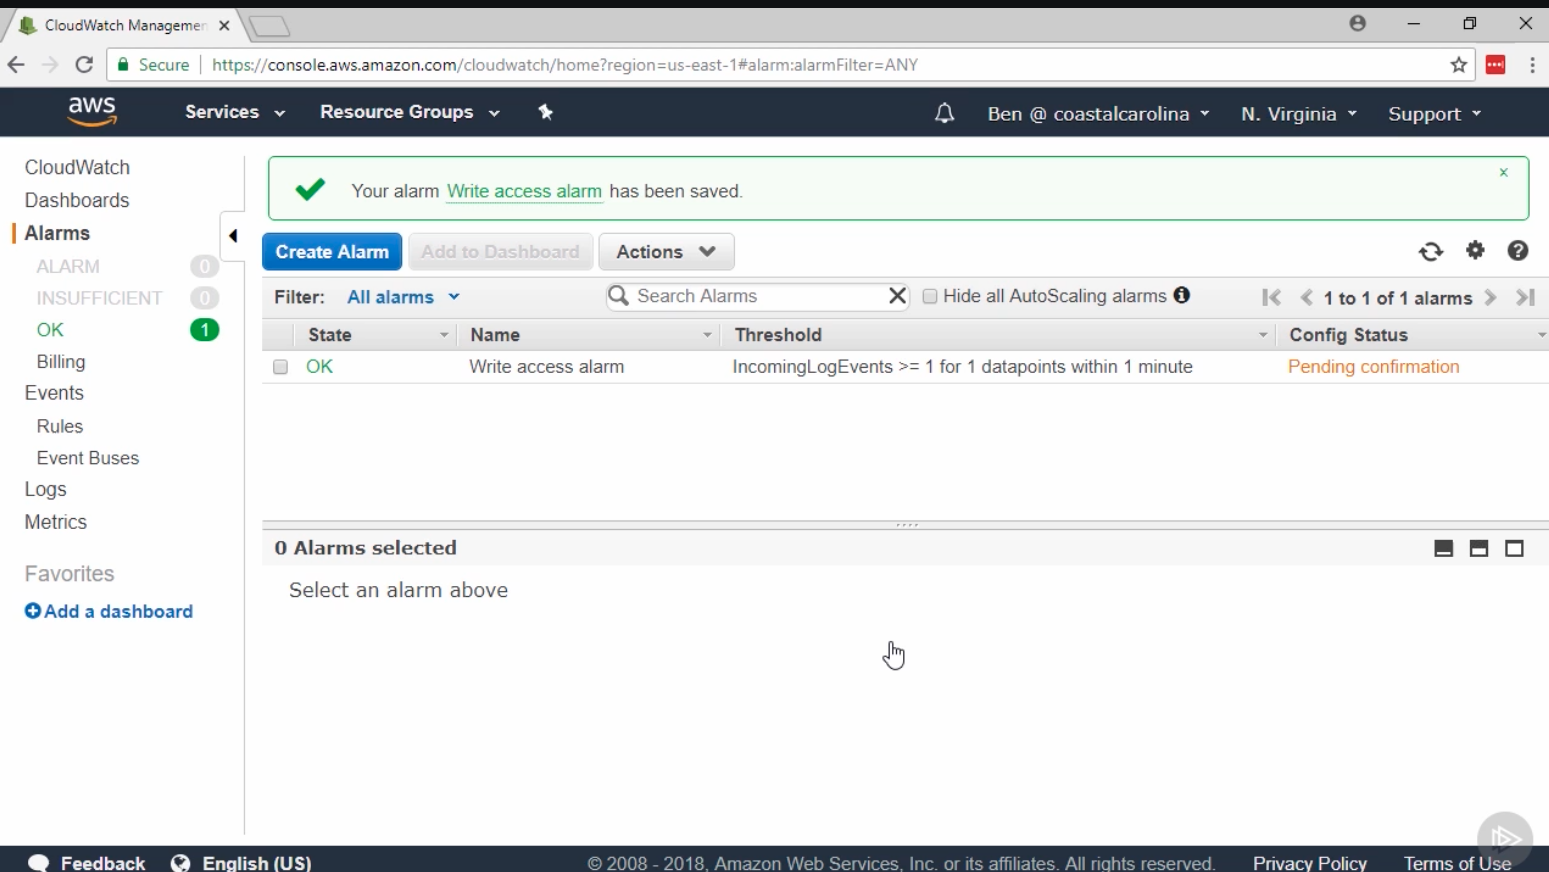 CloudWatch Managemen
Secure https://console.aws.amazon.com/cloudwatch/home?region=us-east-1#alarm:alarmFilter=ANY
aws Services Resource Groups Ben @ coastalcarolina N. Virginia Support
CloudWatch
Dashboards
Alarms
ALARM 0
INSUFFICIENT 0
OK 1
Billing
Events
Rules
Event Buses
Logs
Metrics
Favorites
Add a dashboard
Your alarm Write access alarm has been saved. x
Create Alarm Add to Dashboard Actions
Filter: All alarms Search Alarms Hide all AutoScaling alarms 1 to 1 of 1 alarms
State Name Threshold Config Status
OK Write access alarm IncomingLogEvents >= 1 for 1 datapoints within 1 minute Pending confirmation
0 Alarms selected
Select an alarm above
Feedback English (US) © 2008 - 2018, Amazon Web Services, Inc. or its affiliates. All rights reserved. Privacy Policy Terms of Use